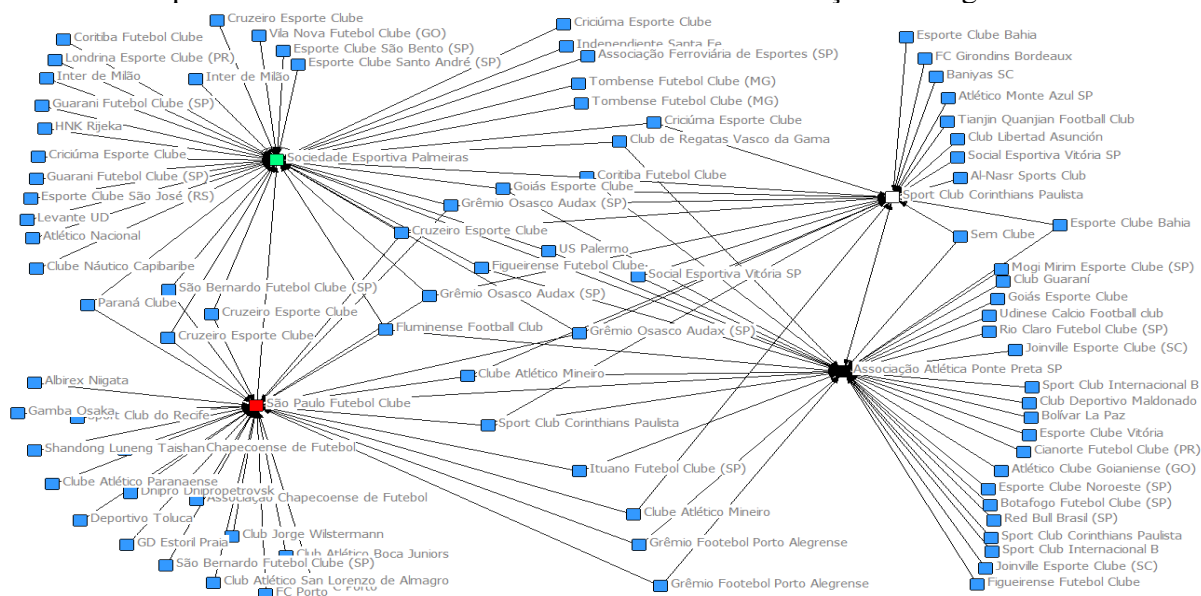 Cruzeiro Esporte Clube
Vila Nova Futebol Clube (GO)
Coritiba Futebol Clube
Esporte Clube São Bento (SP)
Londrina Esporte Clube (PR)
Esporte Clube Santo André (SP)
Inter de Milão
Inter de Milão
Guarani Futebol Clube (SP)
HNK Rijeka
Criciúma Esporte Clube
Sociedade Esportiva Palmeiras
Guarani Futebol Clube (SP)
Esporte Clube São José (RS)
Levante UD
Atlético Nacional
Clube Náutico Capibaribe
São Bernardo Futebol Clube (SP)
Paraná Clube
Cruzeiro Esporte Clube
Cruzeiro Esporte Clube
Criciúma Esporte Clube
Independiente Santa Fe
Associação Ferroviária de Esportes (SP)
Tombense Futebol Clube (MG)
Tombense Futebol Clube (MG)
Criciúma Esporte Clube
Club de Regatas Vasco da Gama
Coritiba Futebol Clube
Goiás Esporte Clube
Grêmio Osasco Audax (SP)
Cruzeiro Esporte Clube
US Palermo
Figueirense Futebol Clube
Social Esportiva Vitória SP
Grêmio Osasco Audax (SP)
Fluminense Football Club
Grêmio Osasco Audax (SP)
Clube Atlético Mineiro
Sport Club Corinthians Paulista
Ituano Futebol Clube (SP)
Clube Atlético Mineiro
Grêmio Footebol Porto Alegrense
Grêmio Footebol Porto Alegrense
Esporte Clube Bahia
FC Girondins Bordeaux
Baniyas SC
Atlético Monte Azul SP
Tianjin Quanjian Football Club
Club Libertad Asunción
Social Esportiva Vitória SP
Al-Nasr Sports Club
Sport Club Corinthians Paulista
Esporte Clube Bahia
Sem Clube
Mogi Mirim Esporte Clube (SP)
Club Guaraní
Goiás Esporte Clube
Udinese Calcio Football club
Rio Claro Futebol Clube (SP)
Joinville Esporte Clube (SC)
Associação Atlética Ponte Preta SP
Sport Club Internacional B
Club Deportivo Maldonado
Bolívar La Paz
Esporte Clube Vitória
Cianorte Futebol Clube (PR)
Atlético Clube Goianiense (GO)
Esporte Clube Noroeste (SP)
Botafogo Futebol Clube (SP)
Red Bull Brasil (SP)
Sport Club Corinthians Paulista
Sport Club Internacional B
Joinville Esporte Clube (SC)
Figueirense Futebol Clube
Albirex Niigata
São Paulo Futebol Clube
Gamba Osaka
Sport Club do Recife
Shandong Luneng Taishan
Chapecoense de Futebol
Clube Atlético Paranaense
Dnipro Dnipropetrovsk
Associação Chapecoense de Futebol
Deportivo Toluca
Club Jorge Wilstermann
GD Estoril Praia
Club Atlético Boca Juniors
São Bernardo Futebol Clube (SP)
Club Atlético San Lorenzo de Almagro
FC Porto